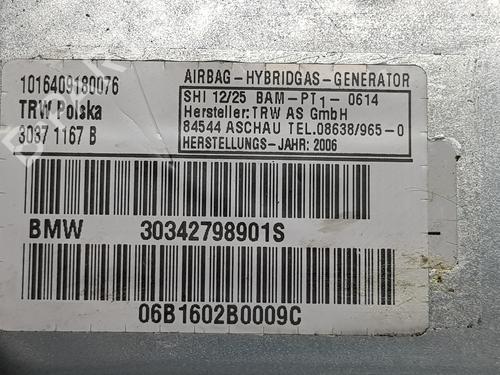 1016409180076
TRW Polska
3037 1167 B
AIRBAG-HYBRIDGAS-GENERATOR
SHI 12/25 BAM-PT1-0614
Hersteller:TRW AS GmbH
84544 ASCHAU TEL.08638/965-0
HERSTELLUNGS-JAHR: 2006
BMW 30342798901S
06B1602B0009C